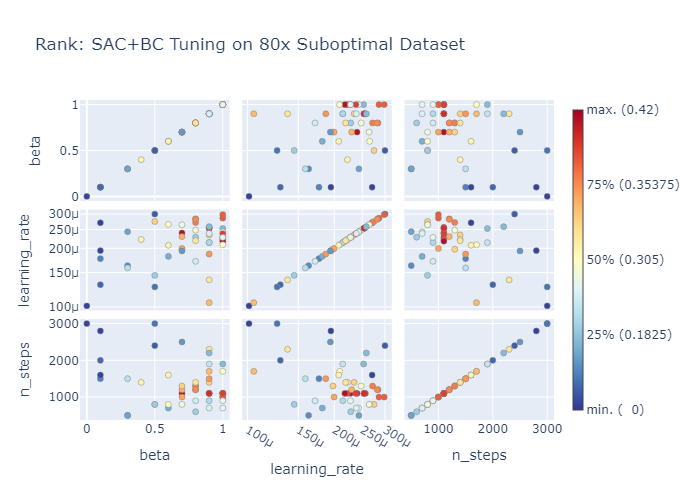 Rank: SAC+BC Tuning on 80x Suboptimal Dataset
beta
1
0.5
0
learning_rate
300μ
250μ
200μ
150μ
100μ
n_steps
3000
2000
1000
0 0.5 1
100μ 150μ 200μ 250μ 300μ
1000 2000 3000
beta
learning_rate
n_steps
max. (0.42)
75% (0.35375)
50% (0.305)
25% (0.1825)
min. ( 0)